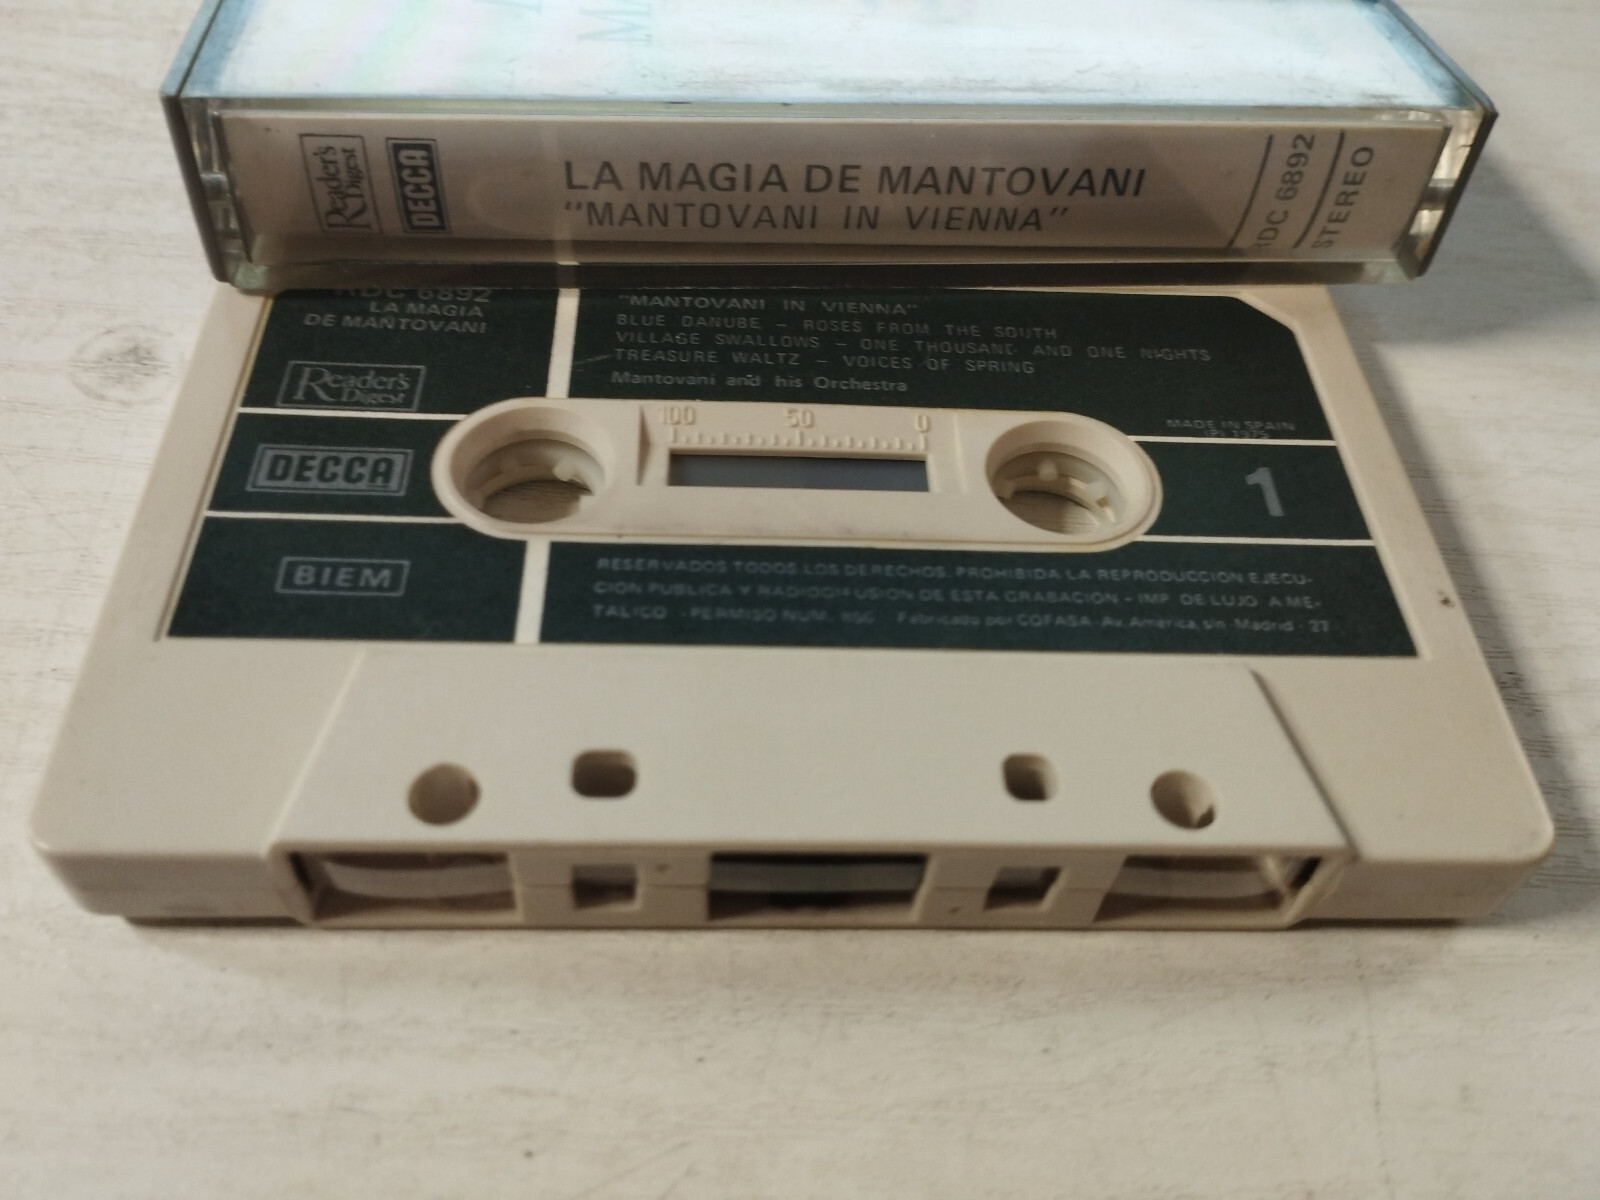 Reader's
Digest
DECCA
LA MAGIA DE MANTOVANI
"MANTOVANI IN VIENNA"
RDC 6892
STEREO
RDC 6892
LA MAGIA
DE MANTOVANI
Reader's
Digest
DECCA
BIEM
"MANTOVANI IN VIENNA"
BLUE DANUBE – ROSES FROM THE SOUTH
VILLAGE SWALLOWS – ONE THOUSAND AND ONE NIGHTS
TREASURE WALTZ – VOICES OF SPRING
Mantovani and his Orchestra
100 50 0
MADE IN SPAIN
(P) 1975
1
RESERVADOS TODOS LOS DERECHOS. PROHIBIDA LA REPRODUCCION EJECU-
CION PUBLICA Y RADIODIFUSION DE ESTA GRABACION - IMP. DE LUJO A ME-
TALICO - PERMISO NUM. Fabricado por COFASA - Av. America, s/n Madrid - 27